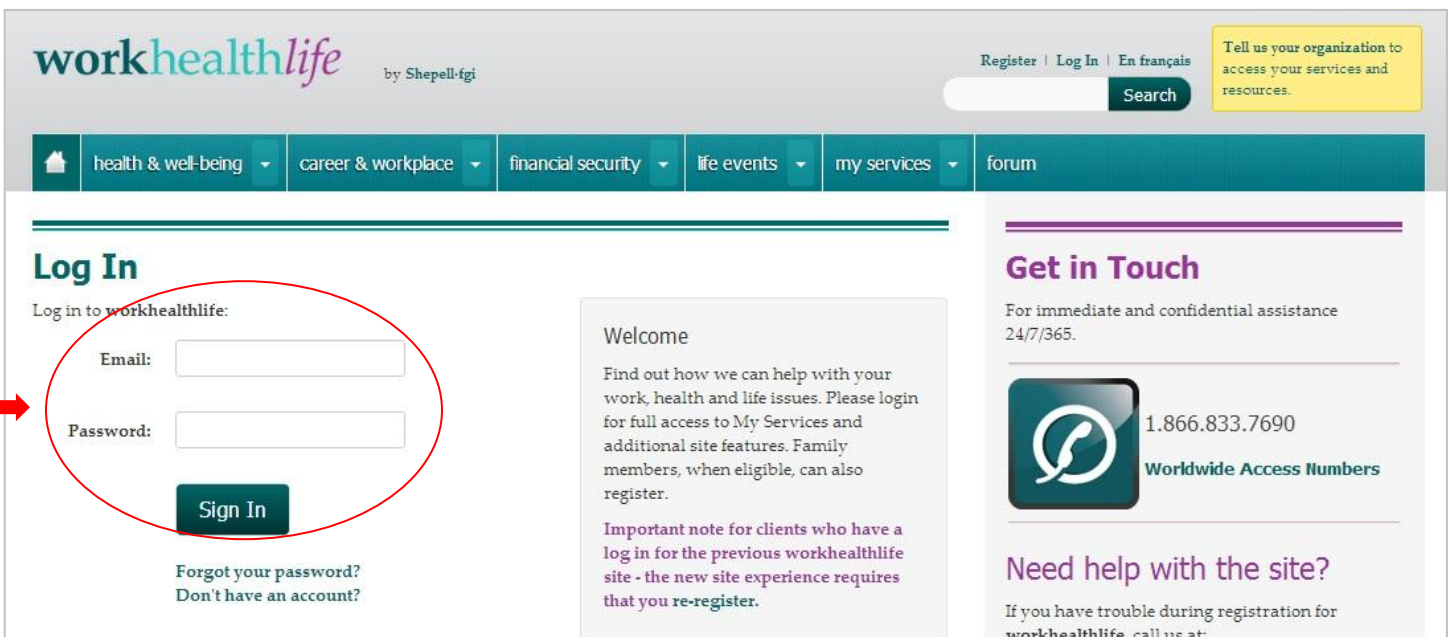 workhealthlife by Shepell·fgi
Register | Log In | En français
Search
Tell us your organization to
access your services and
resources.
health & well-being
career & workplace
financial security
life events
my services
forum
Log In
Log in to workhealthlife:
Email:
Password:
Sign In
Forgot your password?
Don't have an account?
Welcome
Find out how we can help with your
work, health and life issues. Please login
for full access to My Services and
additional site features. Family
members, when eligible, can also
register.
Important note for clients who have a
log in for the previous workhealthlife
site - the new site experience requires
that you re-register.
Get in Touch
For immediate and confidential assistance
24/7/365.
1.866.833.7690
Worldwide Access Numbers
Need help with the site?
If you have trouble during registration for
workhealthlife, call us at: